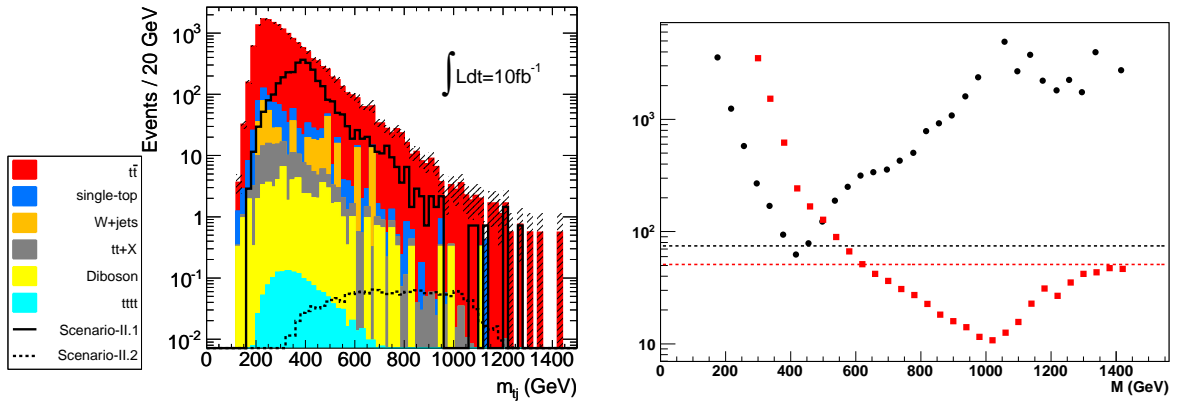 Events / 20 GeV
10³
10²
10
1
10⁻¹
10⁻²
∫ Ldt=10fb⁻¹
0 200 400 600 800 1000 1200 1400
m_tj (GeV)
tt̄
single-top
W+jets
tt+X
Diboson
tttt
Scenario-II.1
Scenario-II.2
10³
10²
10
0 200 400 600 800 1000 1200 1400
M (GeV)